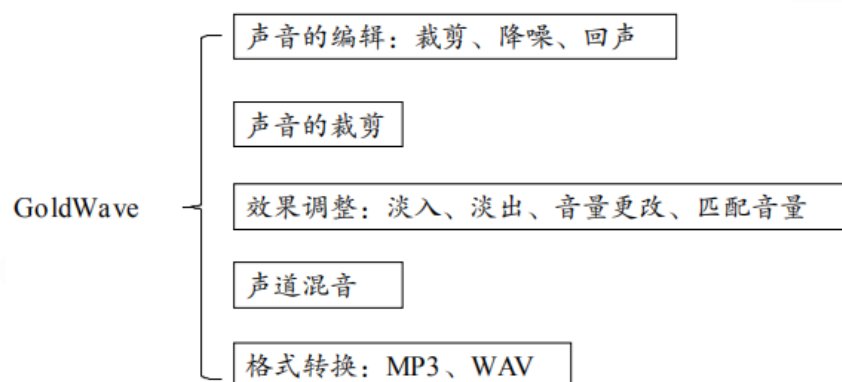 声音的编辑：裁剪、降噪、回声
声音的裁剪
GoldWave
效果调整：淡入、淡出、音量更改、匹配音量
声道混音
格式转换：MP3、WAV